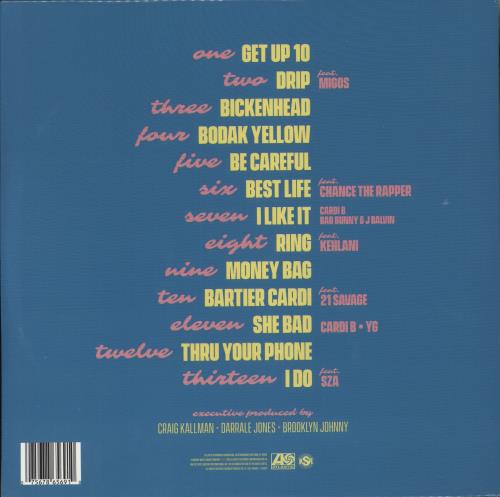 one GET UP 10
two DRIP feat. MIGOS
three BICKENHEAD
four BODAK YELLOW
five BE CAREFUL
six BEST LIFE feat. CHANCE THE RAPPER
seven I LIKE IT CARDI B
BAD BUNNY & J BALVIN
eight RING feat. KEHLANI
nine MONEY BAG
ten BARTIER CARDI feat. 21 SAVAGE
eleven SHE BAD CARDI B • YG
twelve THRU YOUR PHONE
thirteen I DO feat. SZA
executive produced by
CRAIG KALLMAN • DARRALE JONES • BROOKLYN JOHNNY
ATLANTIC